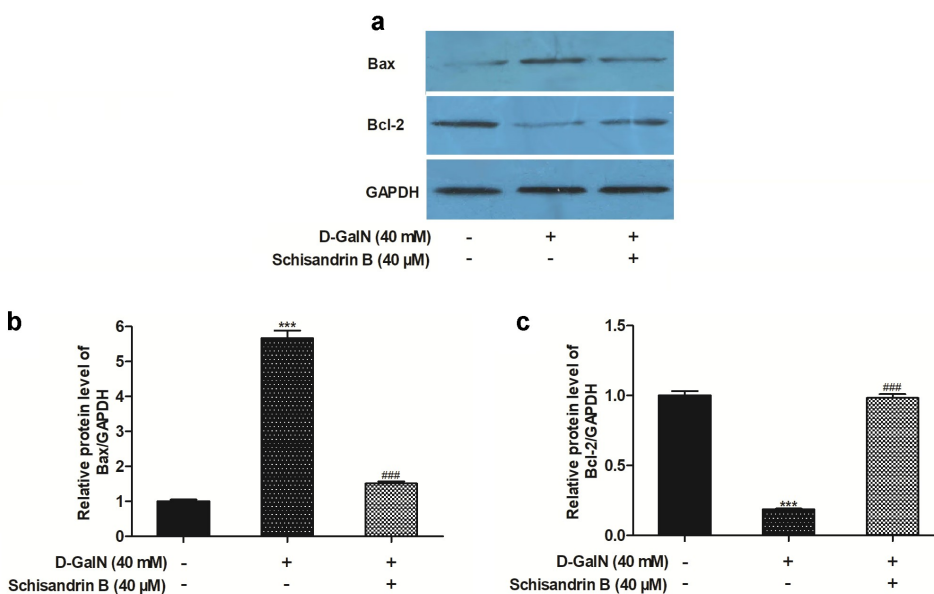 a
Bax
Bcl-2
GAPDH
D-GalN (40 mM) - + +
Schisandrin B (40 µM) - - +
b
Relative protein level of
Bax/GAPDH
6
5
4
3
2
1
0
***
###
D-GalN (40 mM) - + +
Schisandrin B (40 µM) - - +
c
Relative protein level of
Bcl-2/GAPDH
1.5
1.0
0.5
0.0
***
###
D-GalN (40 mM) - + +
Schisandrin B (40 µM) - - +